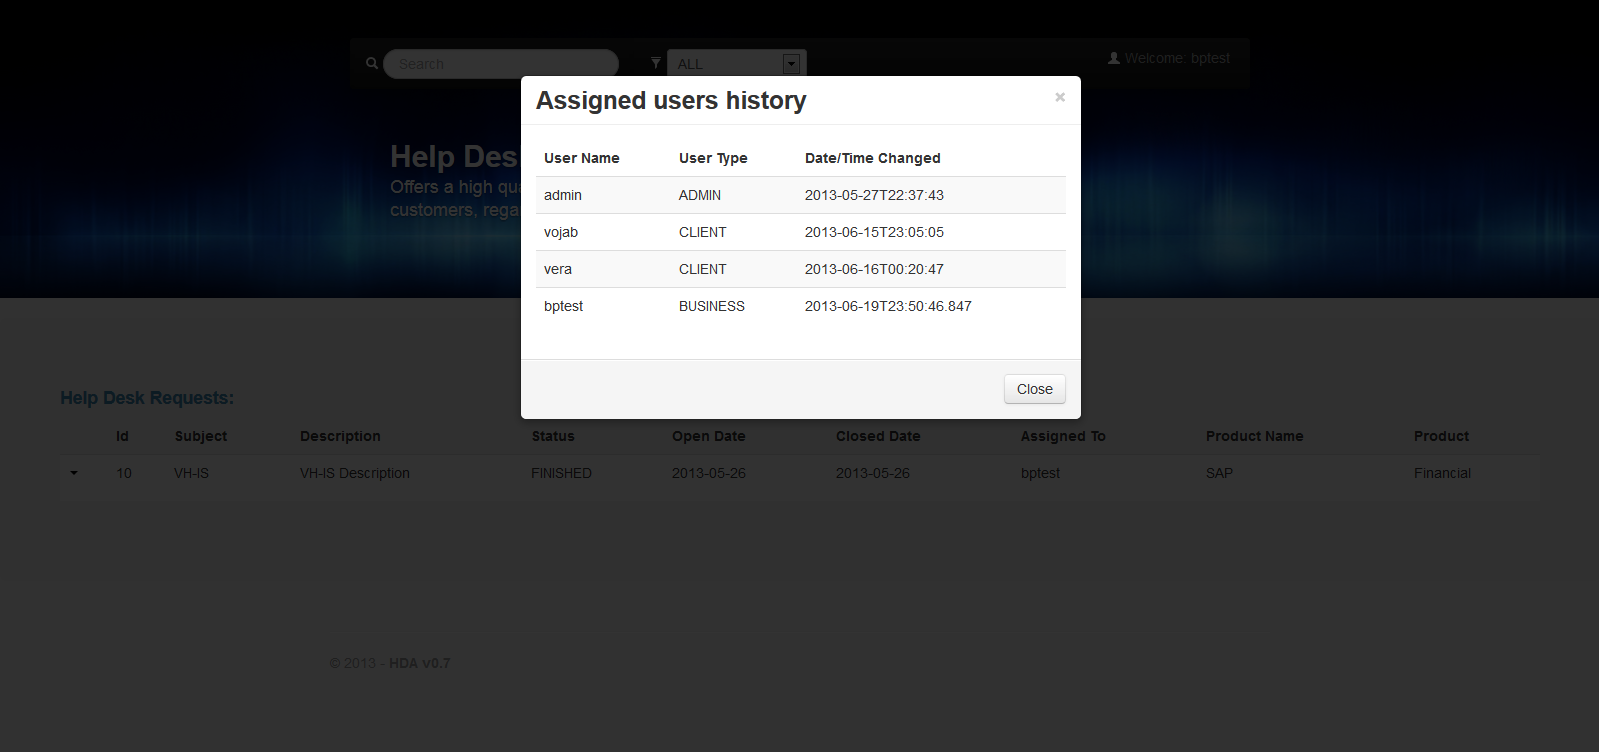 Search
ALL
Welcome: bptest
Assigned users history
×
User Name User Type Date/Time Changed
admin ADMIN 2013-05-27T22:37:43
vojab CLIENT 2013-06-15T23:05:05
vera CLIENT 2013-06-16T00:20:47
bptest BUSINESS 2013-06-19T23:50:46.847
Close
Help Des
Offers a high qu
customers, rega
Help Desk Requests:
Id Subject Description Status Open Date Closed Date Assigned To Product Name Product
10 VH-IS VH-IS Description FINISHED 2013-05-26 2013-05-26 bptest SAP Financial
© 2013 - HDA v0.7